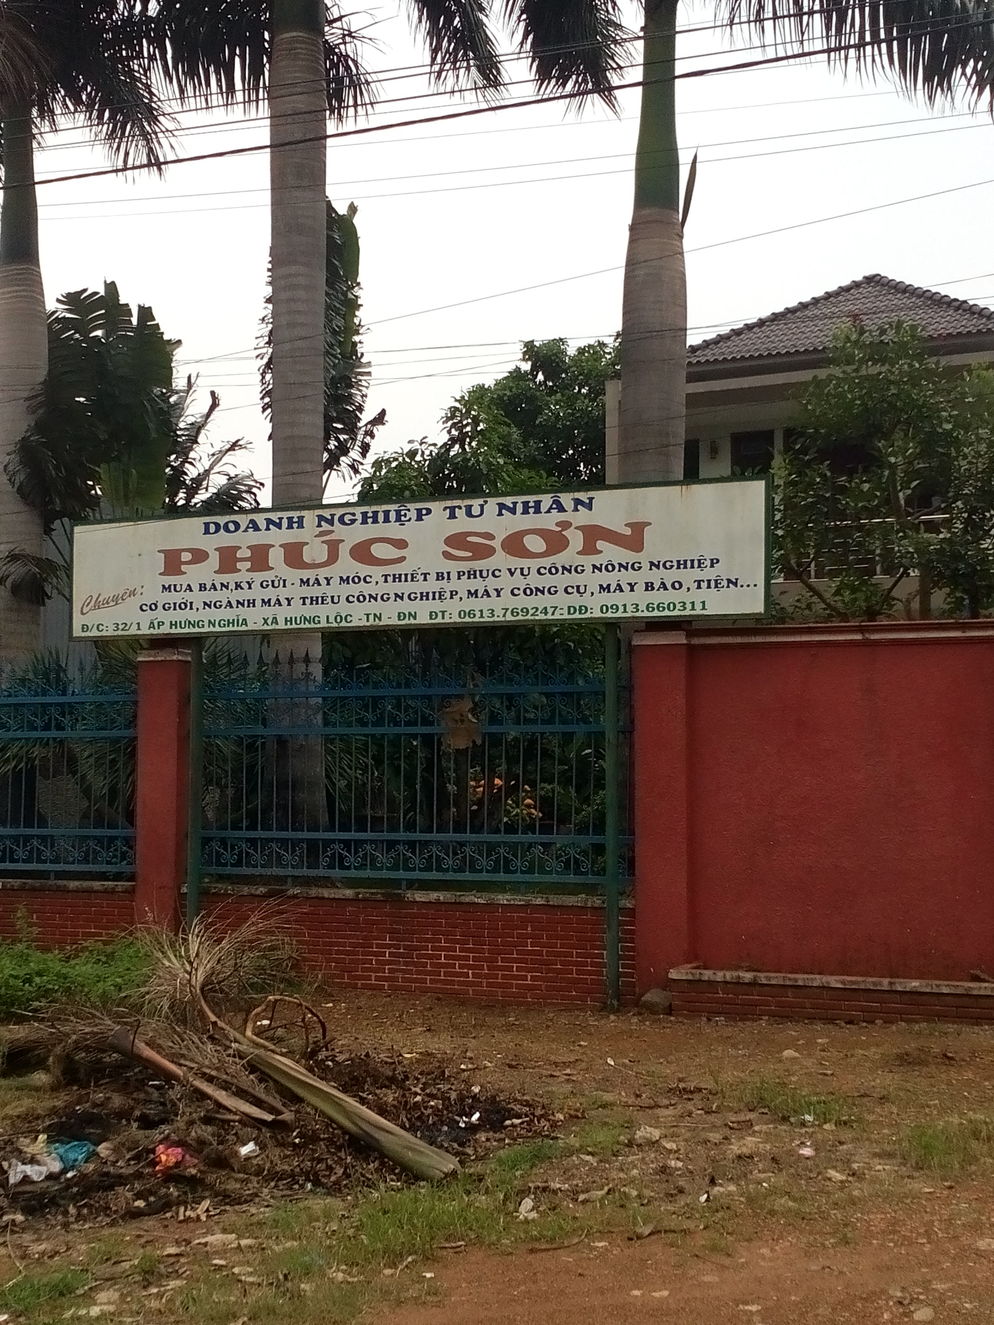 DOANH NGHIỆP TƯ NHÂN
PHÚC SƠN
Chuyên: MUA BÁN,KÝ GỬI - MÁY MÓC,THIẾT BỊ PHỤC VỤ CÔNG NÔNG NGHIỆP
CƠ GIỚI,NGÀNH MÁY THÊU CÔNG NGHIỆP, MÁY CÔNG CỤ, MÁY BÀO,TIỆN...
Đ/C: 32/1 ẤP HƯNG NGHĨA - XÃ HƯNG LỘC - TN - ĐN ĐT: 0613.769247: DĐ: 0913.660311